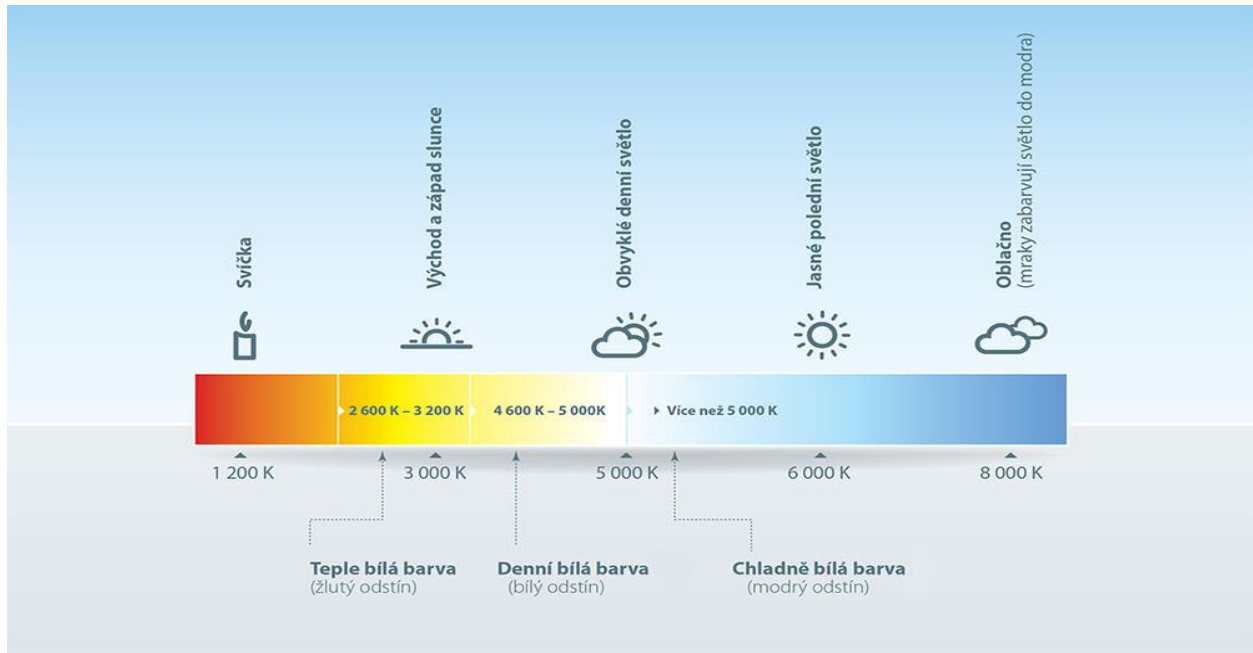 Svíčka
Východ a západ slunce
Obvyklé denní světlo
Jasné polední světlo
Oblačno
(mraky zabarvují světlo do modra)
2 600 K – 3 200 K
4 600 K – 5 000K
Více než 5 000 K
1 200 K
3 000 K
5 000 K
6 000 K
8 000 K
Teple bílá barva
(žlutý odstín)
Denní bílá barva
(bílý odstín)
Chladně bílá barva
(modrý odstín)